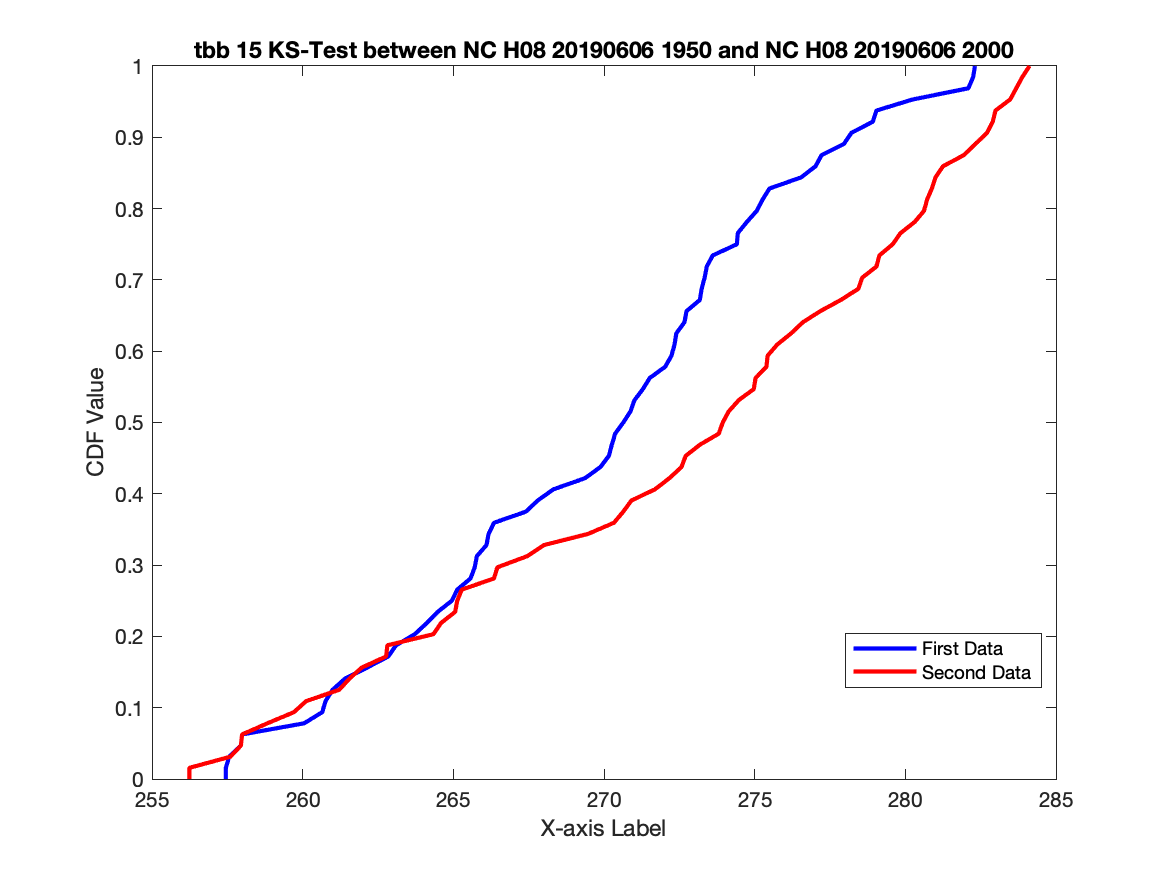 tbb 15 KS-Test between NC H08 20190606 1950 and NC H08 20190606 2000
1
0.9
0.8
0.7
0.6
0.5
0.4
0.3
0.2
0.1
0
CDF Value
First Data
Second Data
255 260 265 270 275 280 285
X-axis Label